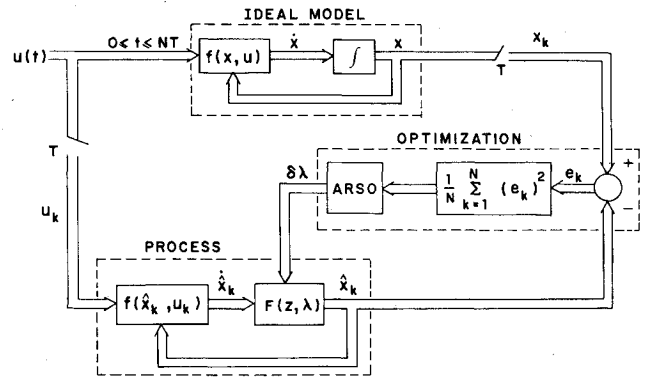 IDEAL MODEL
u(t)
0 ≤ t ≤ NT
f(x, u)
ẋ
∫
x
T
x_k
OPTIMIZATION
+
−
T
δλ
ARSO
1/N ∑_{k=1}^{N} (e_k)^2
e_k
u_k
PROCESS
f(x̂_k, u_k)
ẋ̂_k
F(z, λ)
x̂_k